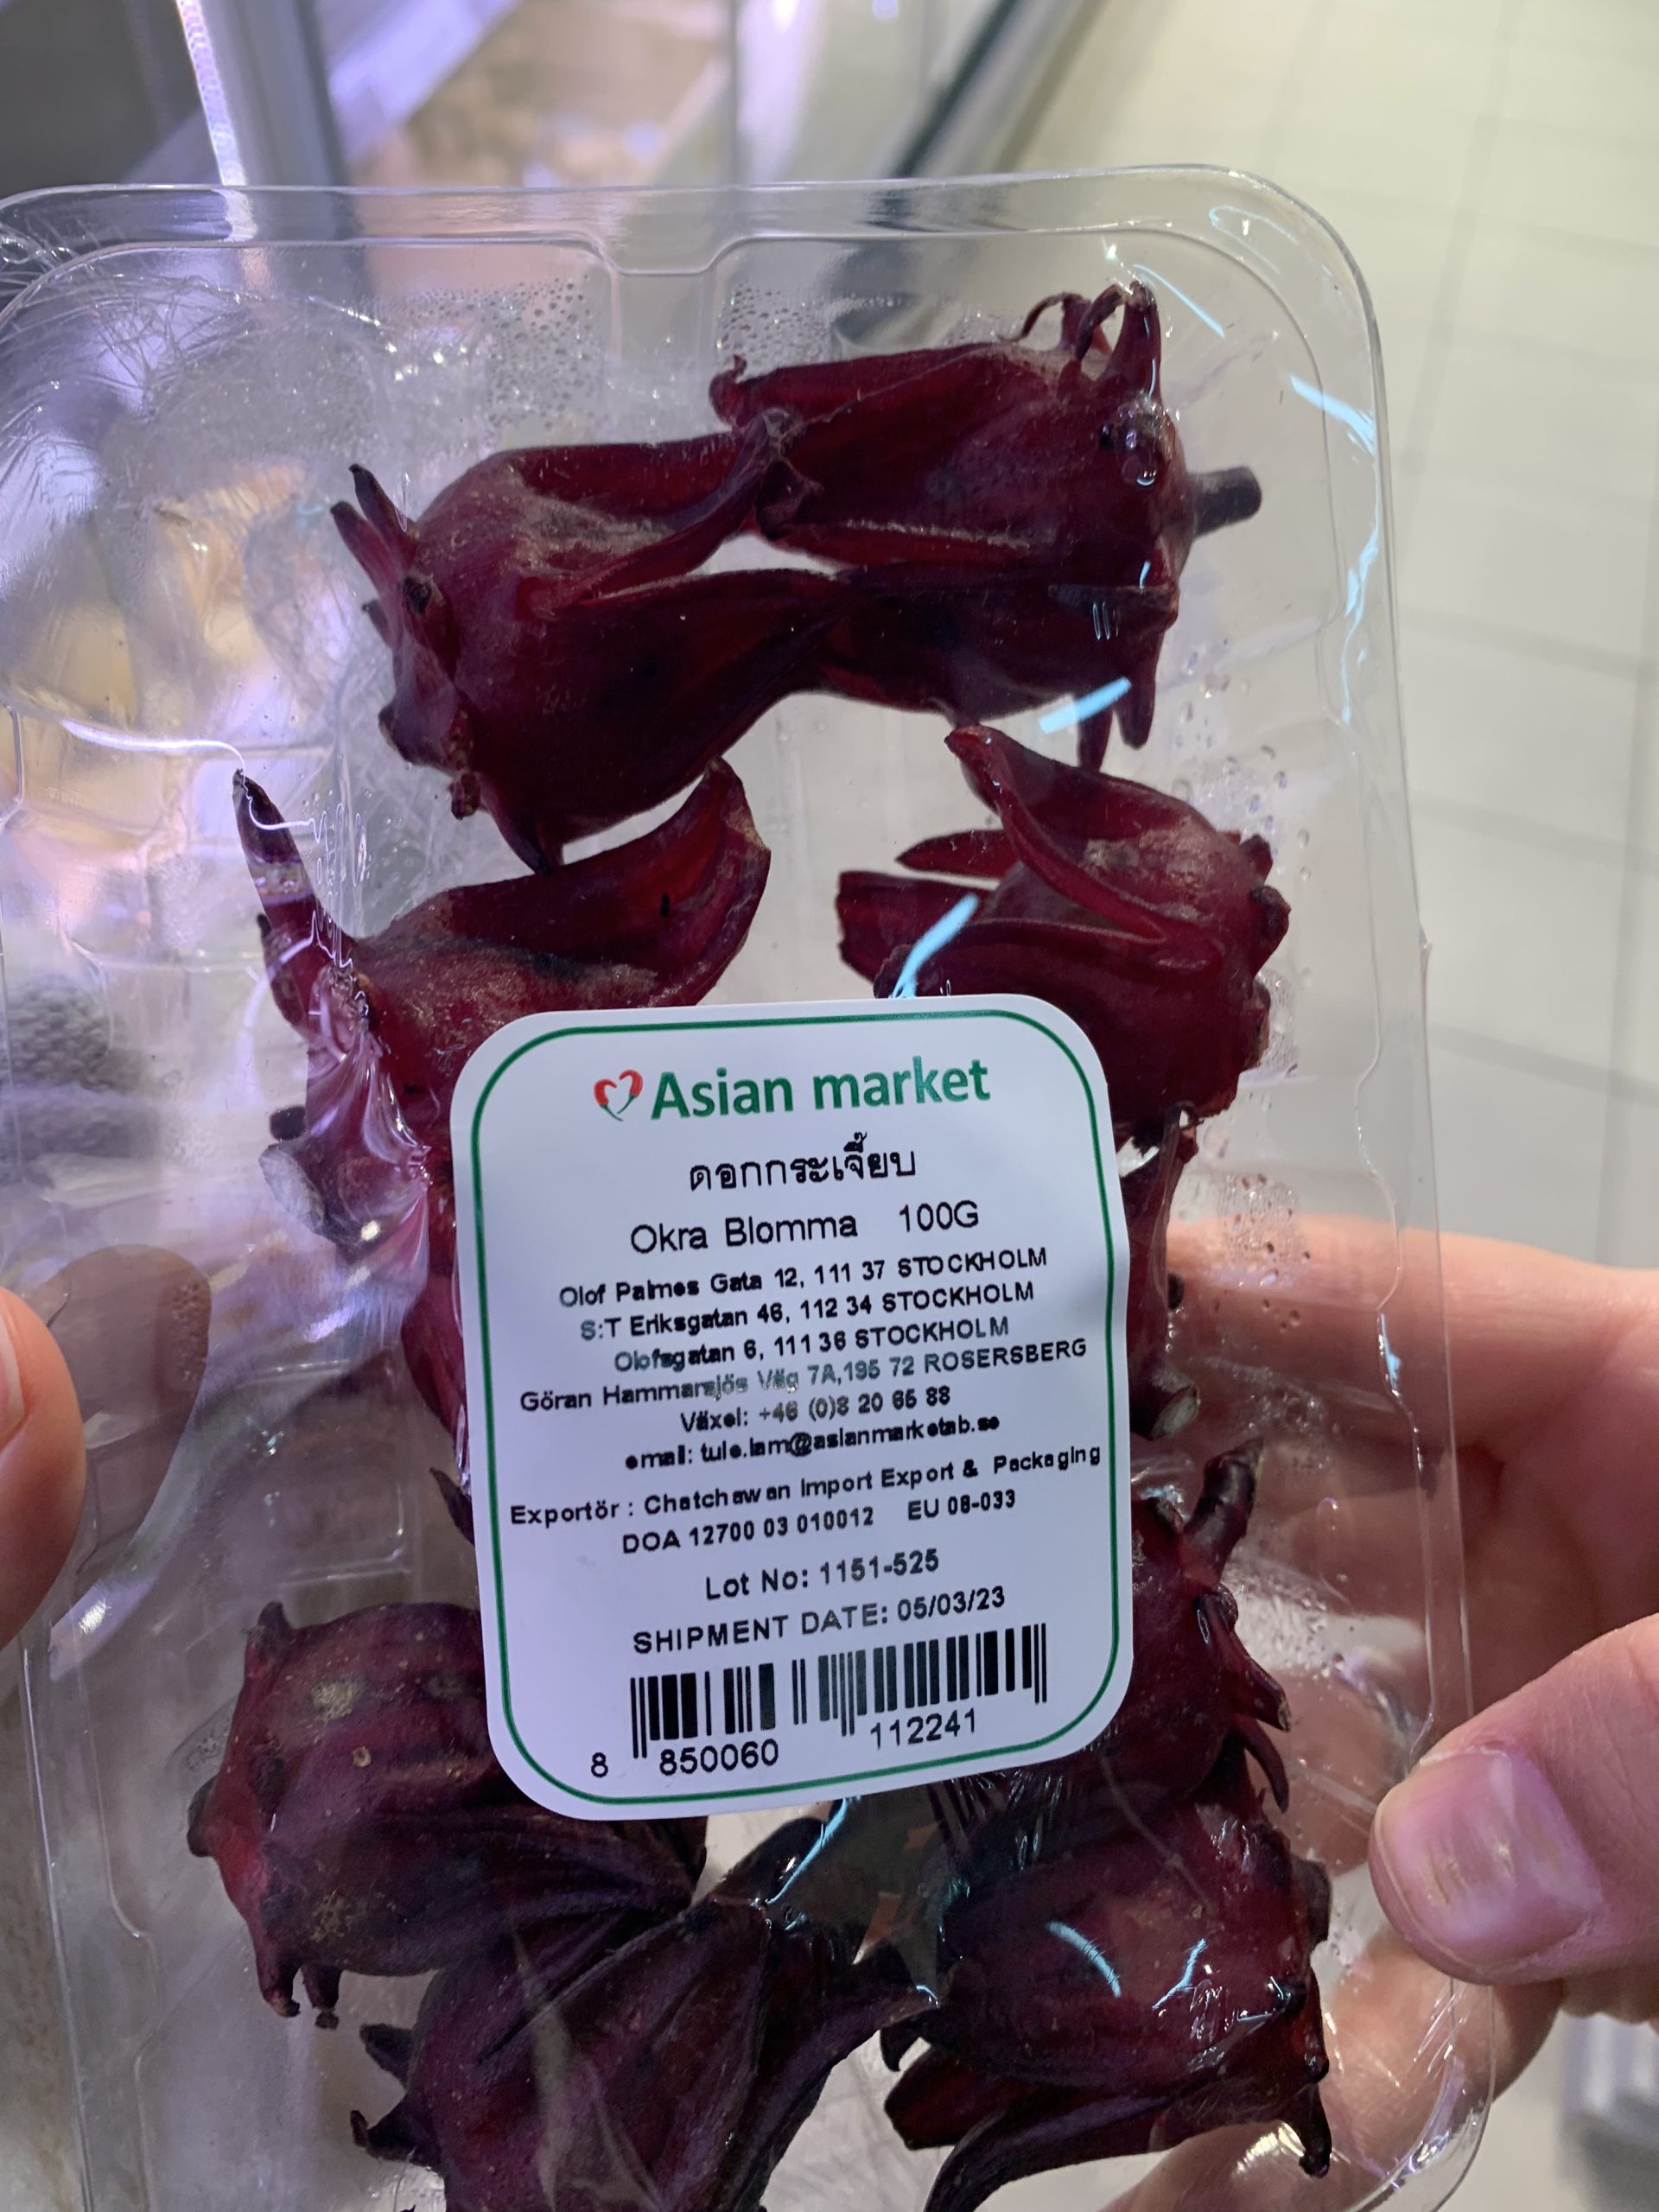 Asian market
ดอกกระเจี๊ยบ
Okra Blomma 100G
Olof Palmes Gata 12, 111 37 STOCKHOLM
S:T Eriksgatan 46, 112 34 STOCKHOLM
Olofsgatan 6, 111 36 STOCKHOLM
Göran Hammarsjös Väg 7A,195 72 ROSERSBERG
Växel: +46 (0)8 20 65 88
email: tule.lam@asianmarketab.se
Exportör : Chatchawan Import Export & Packaging
DOA 12700 03 010012 EU 08-033
Lot No: 1151-525
SHIPMENT DATE: 05/03/23
8 850060 112241